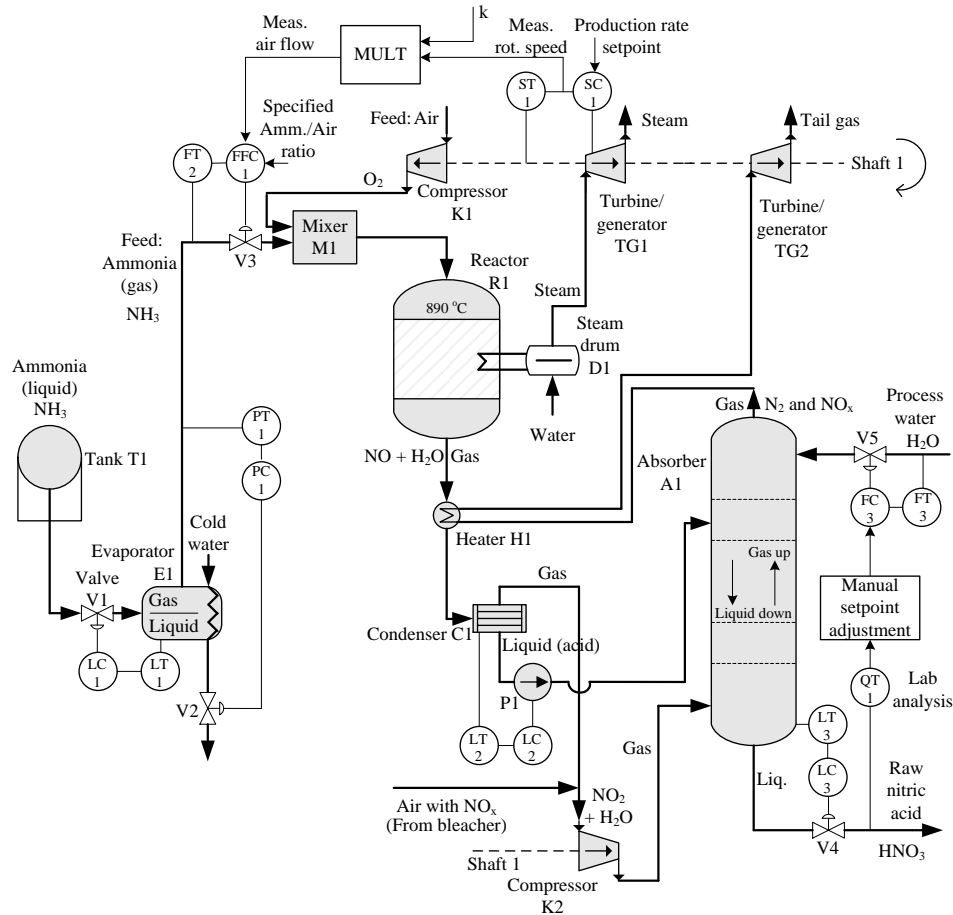 k
Meas.
air flow
MULT
Meas.
rot. speed
Production rate
setpoint
ST
1
SC
1
Specified
Amm./Air
ratio
FT
2
FFC
1
Feed: Air
Steam
Tail gas
Shaft 1
O2
Compressor
K1
Turbine/
generator
TG1
Turbine/
generator
TG2
Mixer
M1
V3
Feed:
Ammonia
(gas)
NH3
Reactor
R1
890 °C
Steam
Steam
drum
D1
Water
Ammonia
(liquid)
NH3
Tank T1
PT
1
PC
1
NO + H2O Gas
Heater H1
Gas
N2 and NOx
Absorber
A1
Process
water
H2O
V5
FC
3
FT
3
Evaporator
E1
Cold
water
Valve
V1
Gas
Liquid
LC
1
LT
1
V2
Gas
Condenser C1
Liquid (acid)
P1
LT
2
LC
2
Gas up
Liquid down
Manual
setpoint
adjustment
QT
1
Lab
analysis
LT
3
LC
3
Gas
Liq.
Raw
nitric
acid
V4
HNO3
Air with NOx
(From bleacher)
NO2
+ H2O
Shaft 1
Compressor
K2